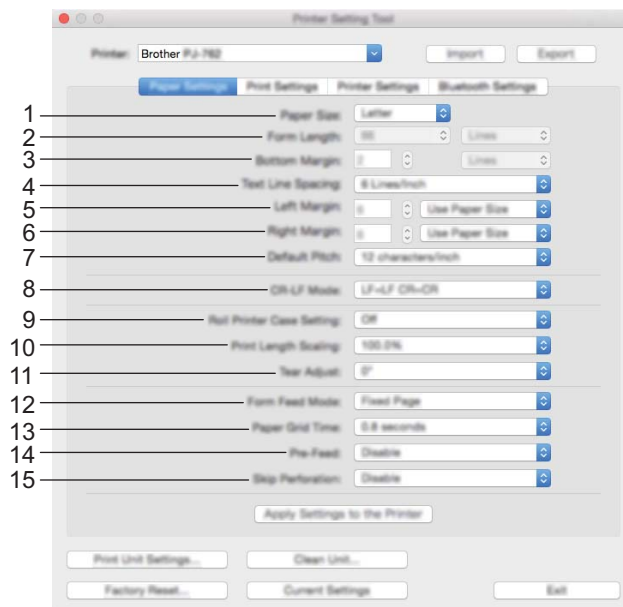 Printer Setting Tool
Printer: Brother PJ-762 Import Export
Paper Settings Print Settings Printer Settings Bluetooth Settings
1 Paper Size: Letter
2 Form Length: Lines
3 Bottom Margin: 2 Lines
4 Text Line Spacing: 6 Lines/Inch
5 Left Margin: Use Paper Size
6 Right Margin: Use Paper Size
7 Default Pitch: 12 characters/inch
8 CR-LF Mode: LF=LF CR=CR
9 Roll Printer Case Setting: Off
10 Print Length Scaling: 100.0%
11 Tear Adjust: 0"
12 Form Feed Mode: Fixed Page
13 Paper Grid Time: 0.8 seconds
14 Pre-Feed: Disable
15 Skip Perforation: Disable
Apply Settings to the Printer
Print Unit Settings... Clean Unit...
Factory Reset... Current Settings Exit